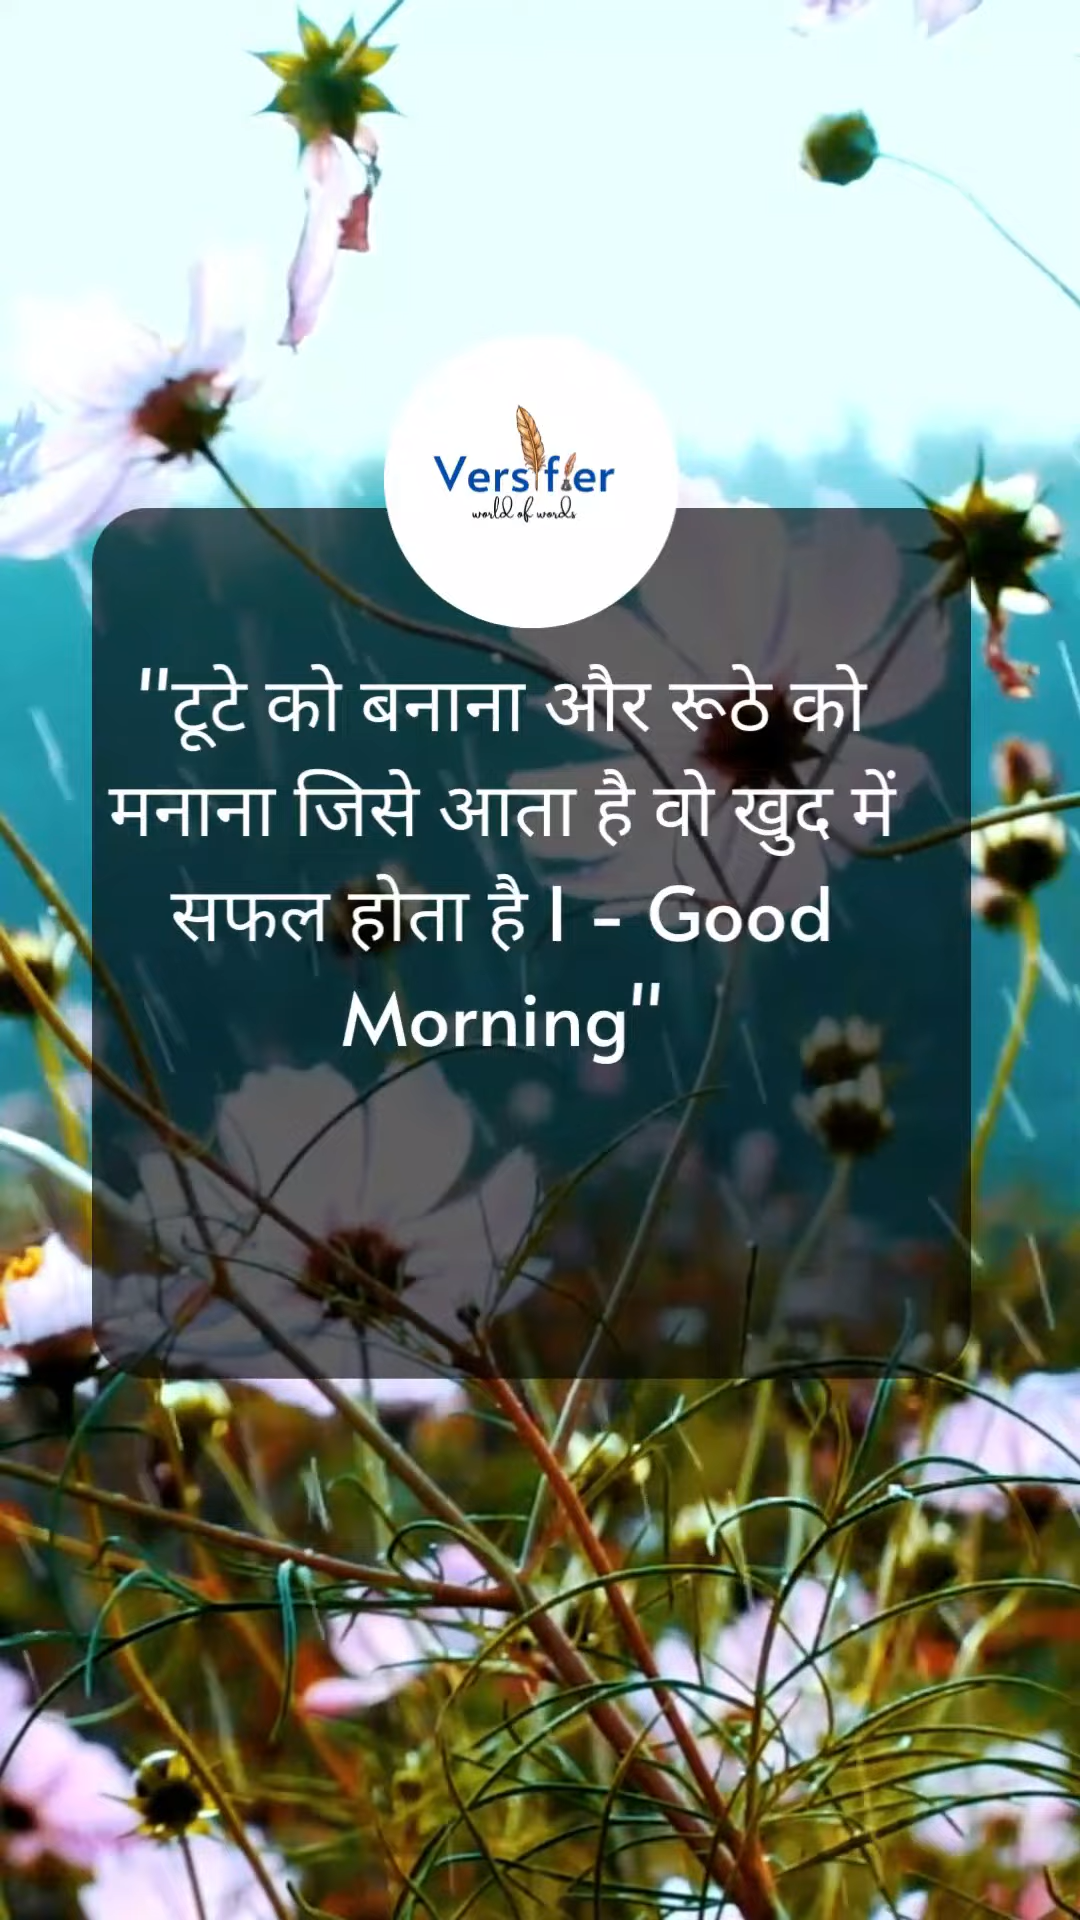 Versifier
world of words
"टूटे को बनाना और रूठे को
मनाना जिसे आता है वो खुद में
सफल होता है l - Good
Morning"